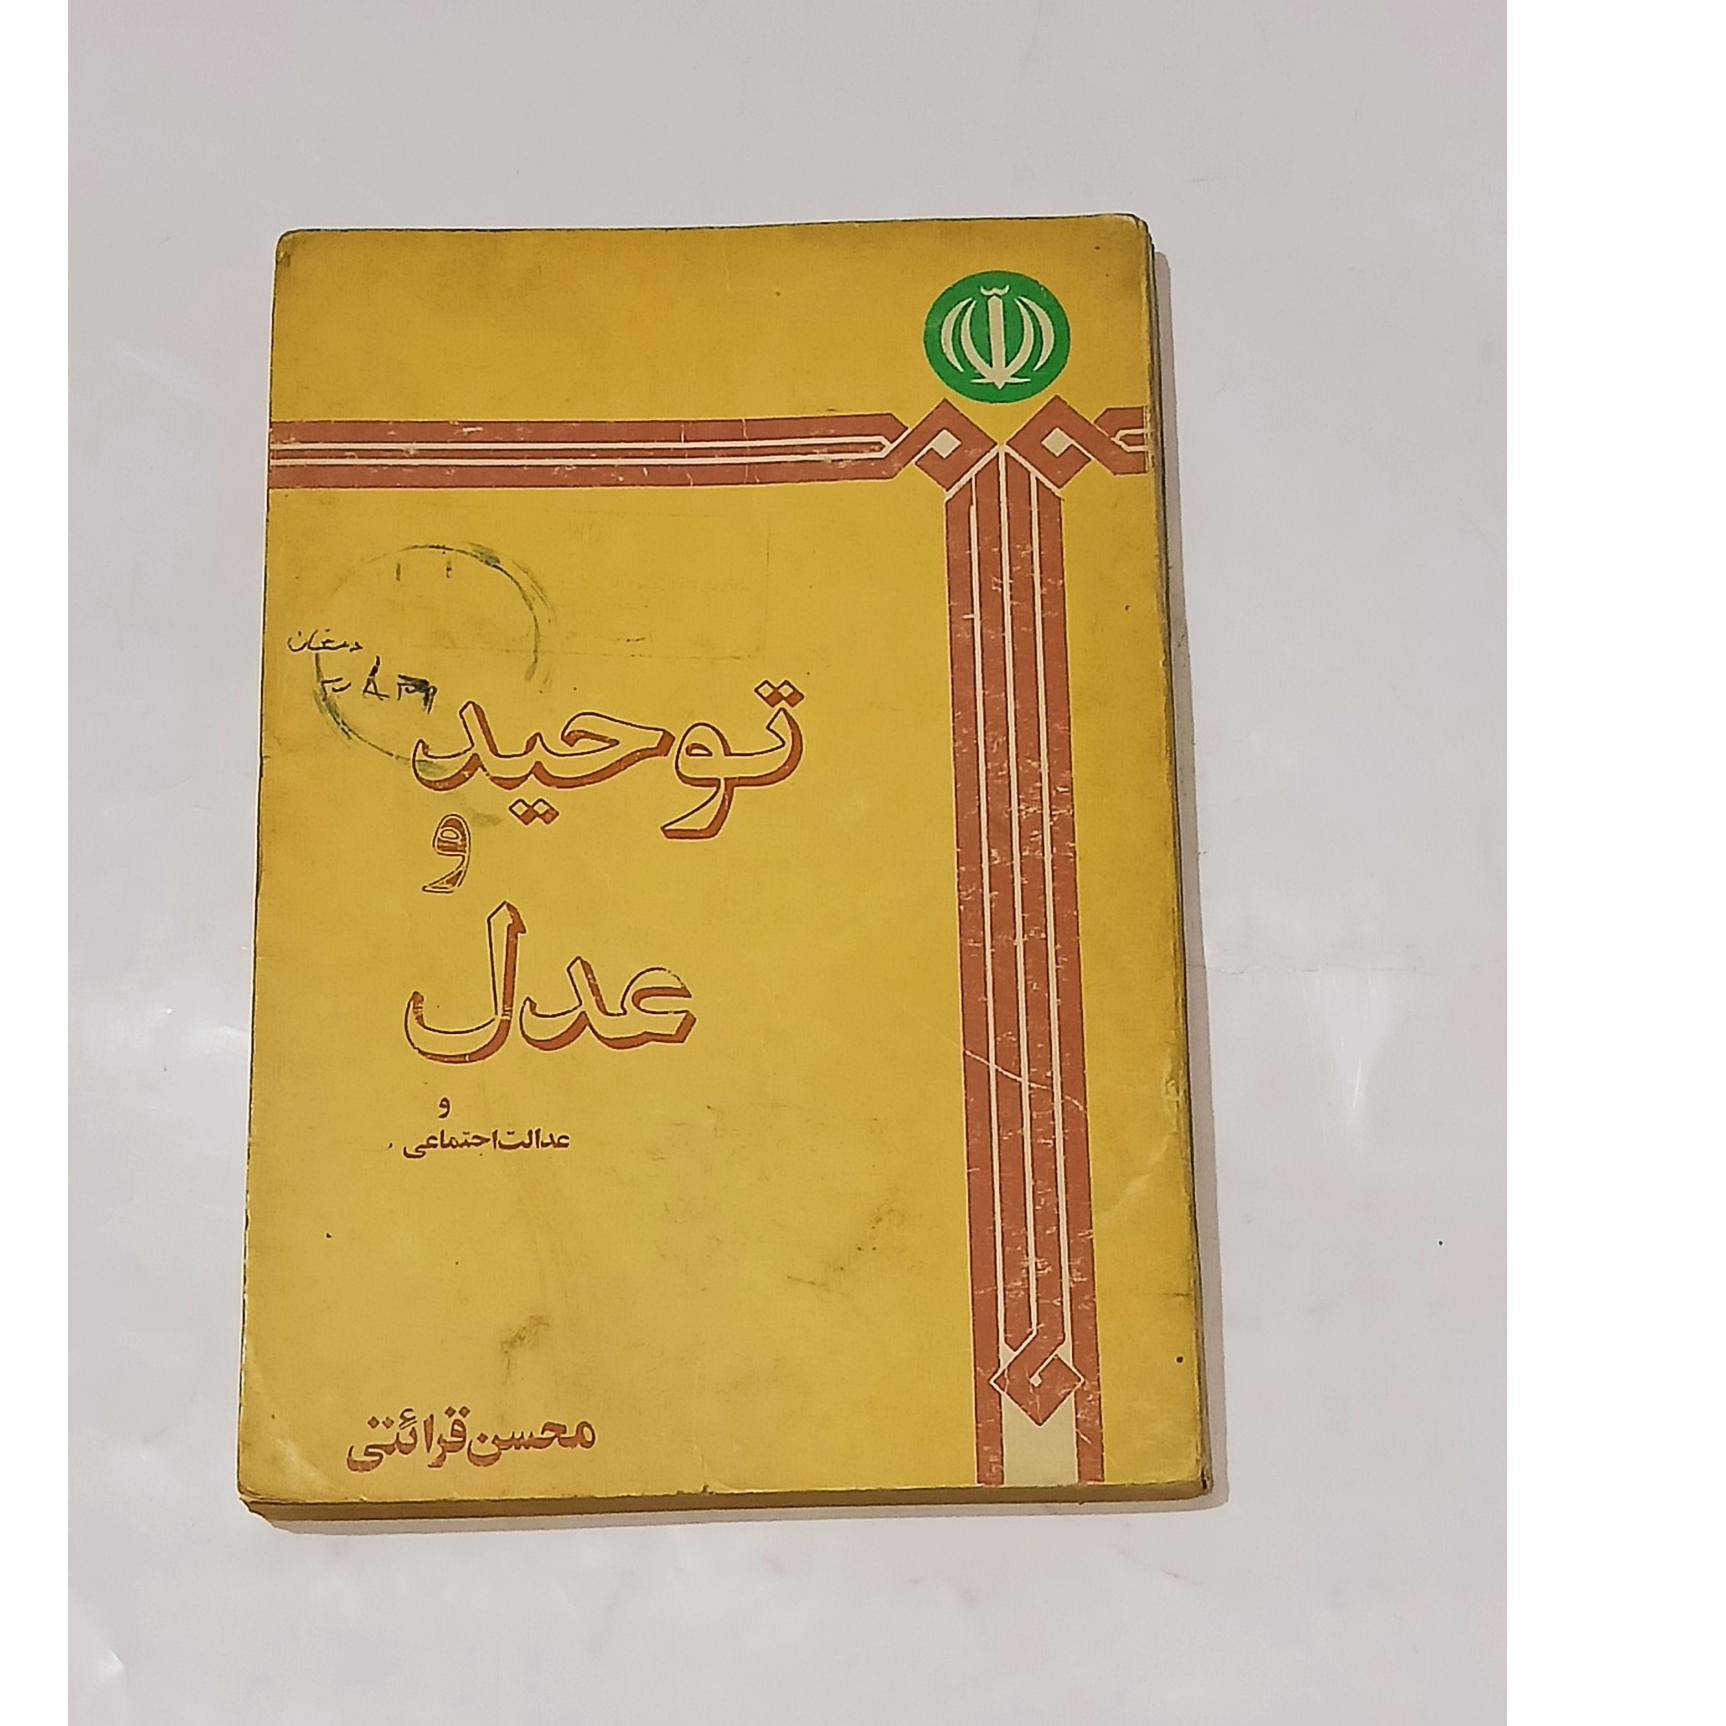 توحید
و
عدل
و
عدالت اجتماعی
محسن قرائتی